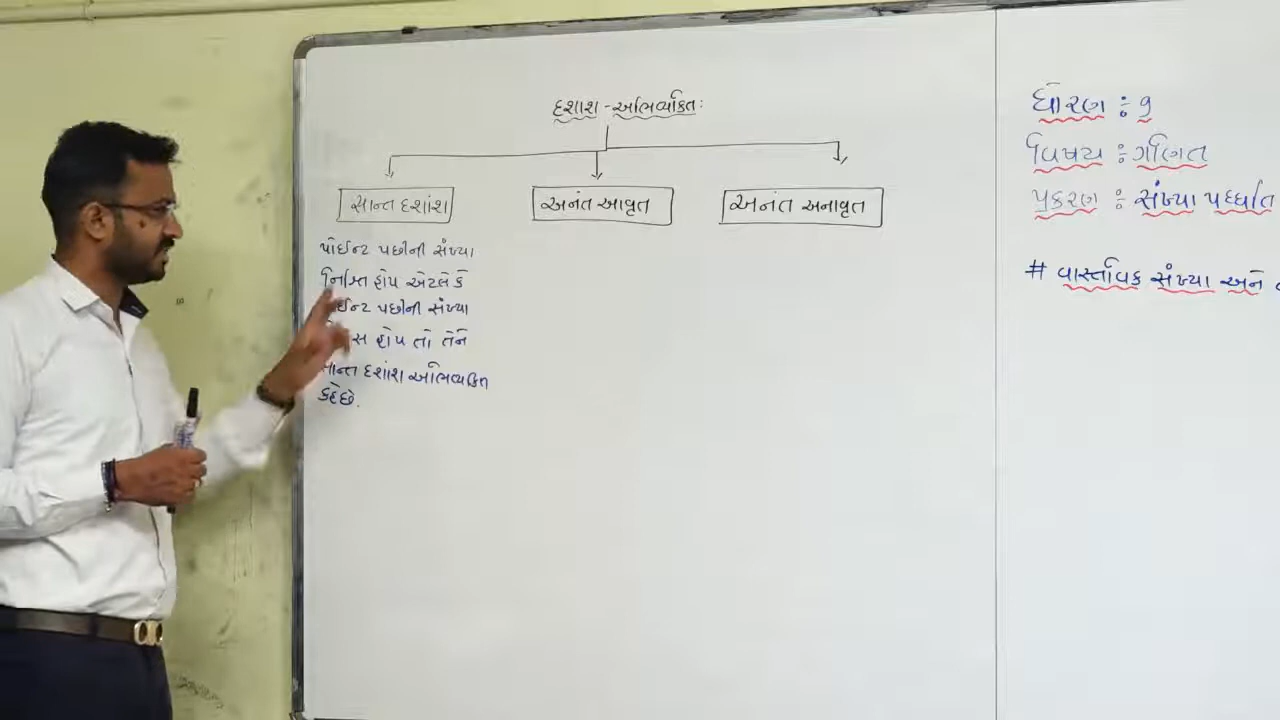 દશાંશ - અભિવ્યક્તિ :
સાન્ત દશાંશ
અનંત આવૃત
અનંત અનાવૃત
પોઈન્ટ પછીની સંખ્યા
નિશ્ચિત હોય એટલે કે
પછીની સંખ્યા
હોય તો તેને
દશાંશ અભિવ્યક્તિ
કહે છે.
ધોરણ : ૯
વિષય : ગણિત
પ્રકરણ : સંખ્યા પદ્ધતિ
# વાસ્તવિક સંખ્યા અને